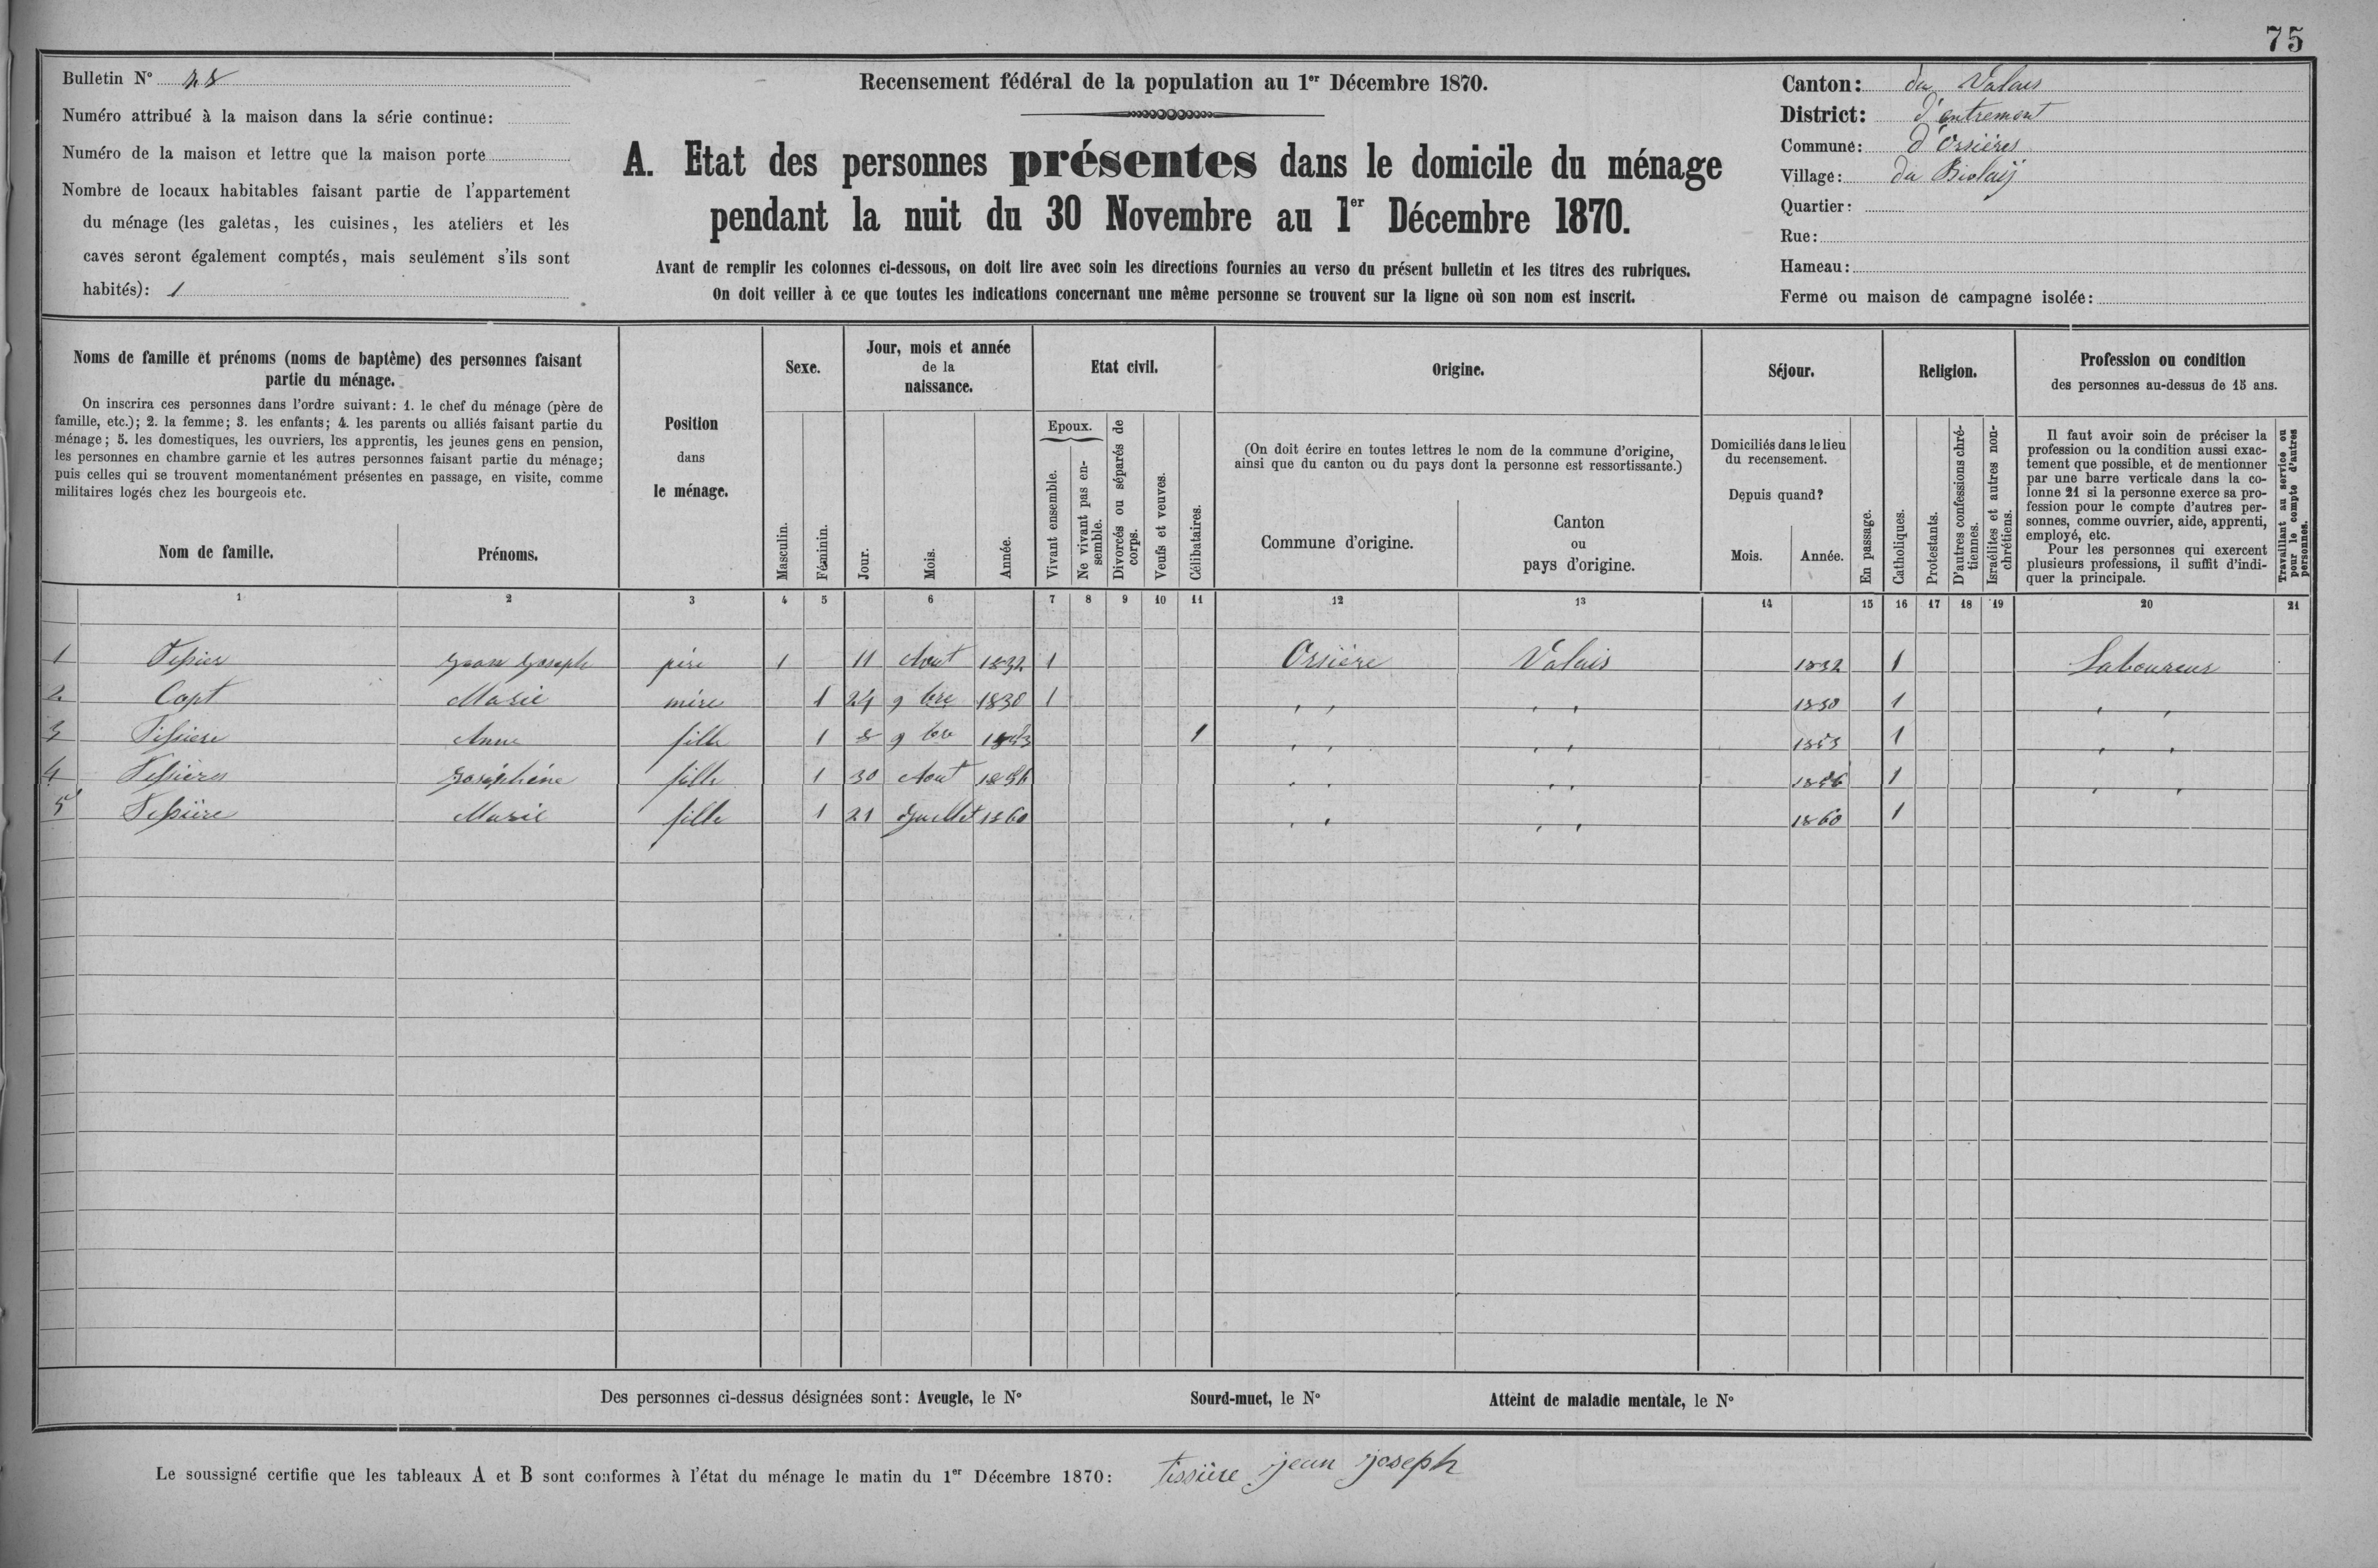 75
Bulletin N° 28
Numéro attribué à la maison dans la série continue:
Numéro de la maison et lettre que la maison porte
Nombre de locaux habitables faisant partie de l'appartement
du ménage (les galetas, les cuisines, les ateliers et les
caves seront également comptés, mais seulement s'ils sont
habités): 1
Recensement fédéral de la population au 1er Décembre 1870.
A. Etat des personnes présentes dans le domicile du ménage
pendant la nuit du 30 Novembre au 1er Décembre 1870.
Avant de remplir les colonnes ci-dessous, on doit lire avec soin les directions fournies au verso du présent bulletin et les titres des rubriques.
On doit veiller à ce que toutes les indications concernant une même personne se trouvent sur la ligne où son nom est inscrit.
Canton: du Valais
District: d'entremont
Commune: d'Orsières
Village: du Biolaÿ
Quartier:
Rue:
Hameau:
Ferme ou maison de campagne isolée:
Noms de famille et prénoms (noms de baptême) des personnes faisant
partie du ménage.
On inscrira ces personnes dans l'ordre suivant: 1. le chef du ménage (père de
famille, etc.); 2. la femme; 3. les enfants; 4. les parents ou alliés faisant partie du
ménage; 5. les domestiques, les ouvriers, les apprentis, les jeunes gens en pension,
les personnes en chambre garnie et les autres personnes faisant partie du ménage;
puis celles qui se trouvent momentanément présentes en passage, en visite, comme
militaires logés chez les bourgeois etc.
Nom de famille.
Prénoms.
Position
dans
le ménage.
Sexe.
Masculin.
Féminin.
Jour, mois et année
de la
naissance.
Jour.
Mois.
Année.
Etat civil.
Epoux.
Vivant ensemble.
Ne vivant pas en-
semble.
Divorcés ou séparés de
corps.
Veufs et veuves.
Célibataires.
Origine.
(On doit écrire en toutes lettres le nom de la commune d'origine,
ainsi que du canton ou du pays dont la personne est ressortissante.)
Commune d'origine.
Canton
ou
pays d'origine.
Séjour.
Domiciliés dans le lieu
du recensement.
Depuis quand?
Mois.
Année.
En passage.
Religion.
Catholiques.
Protestants.
D'autres confessions chré-
tiennes.
Israélites et autres non-
chrétiens.
Profession ou condition
des personnes au-dessus de 15 ans.
Il faut avoir soin de préciser la
profession ou la condition aussi exac-
tement que possible, et de mentionner
par une barre verticale dans la co-
lonne 21 si la personne exerce sa pro-
fession pour le compte d'autres per-
sonnes, comme ouvrier, aide, apprenti,
employé, etc.
Pour les personnes qui exercent
plusieurs professions, il suffit d'indi-
quer la principale.
Travaillant au service ou
pour le compte d'autres
personnes.
1 2 3 4 5 6 7 8 9 10 11 12 13 14 15 16 17 18 19 20 21
1 Tissier Jean Joseph père 1 11 Aout 1832 1 Orsière Valais 1832 1 Laboureur
2 Copt Marie mère 1 24 9bre 1830 1 " " 1830 1 "
3 Tissiere Anne fille 1 8 9bre 1853 1 " " 1853 1 "
4 Tissières Joséphine fille 1 30 Aout 1856 " " 1856 1 "
5 Tissière Marie fille 1 21 Juillet 1860 " " 1860 1
Des personnes ci-dessus désignées sont: Aveugle, le N° Sourd-muet, le N° Atteint de maladie mentale, le N°
Le soussigné certifie que les tableaux A et B sont conformes à l'état du ménage le matin du 1er Décembre 1870: tissière jean joseph